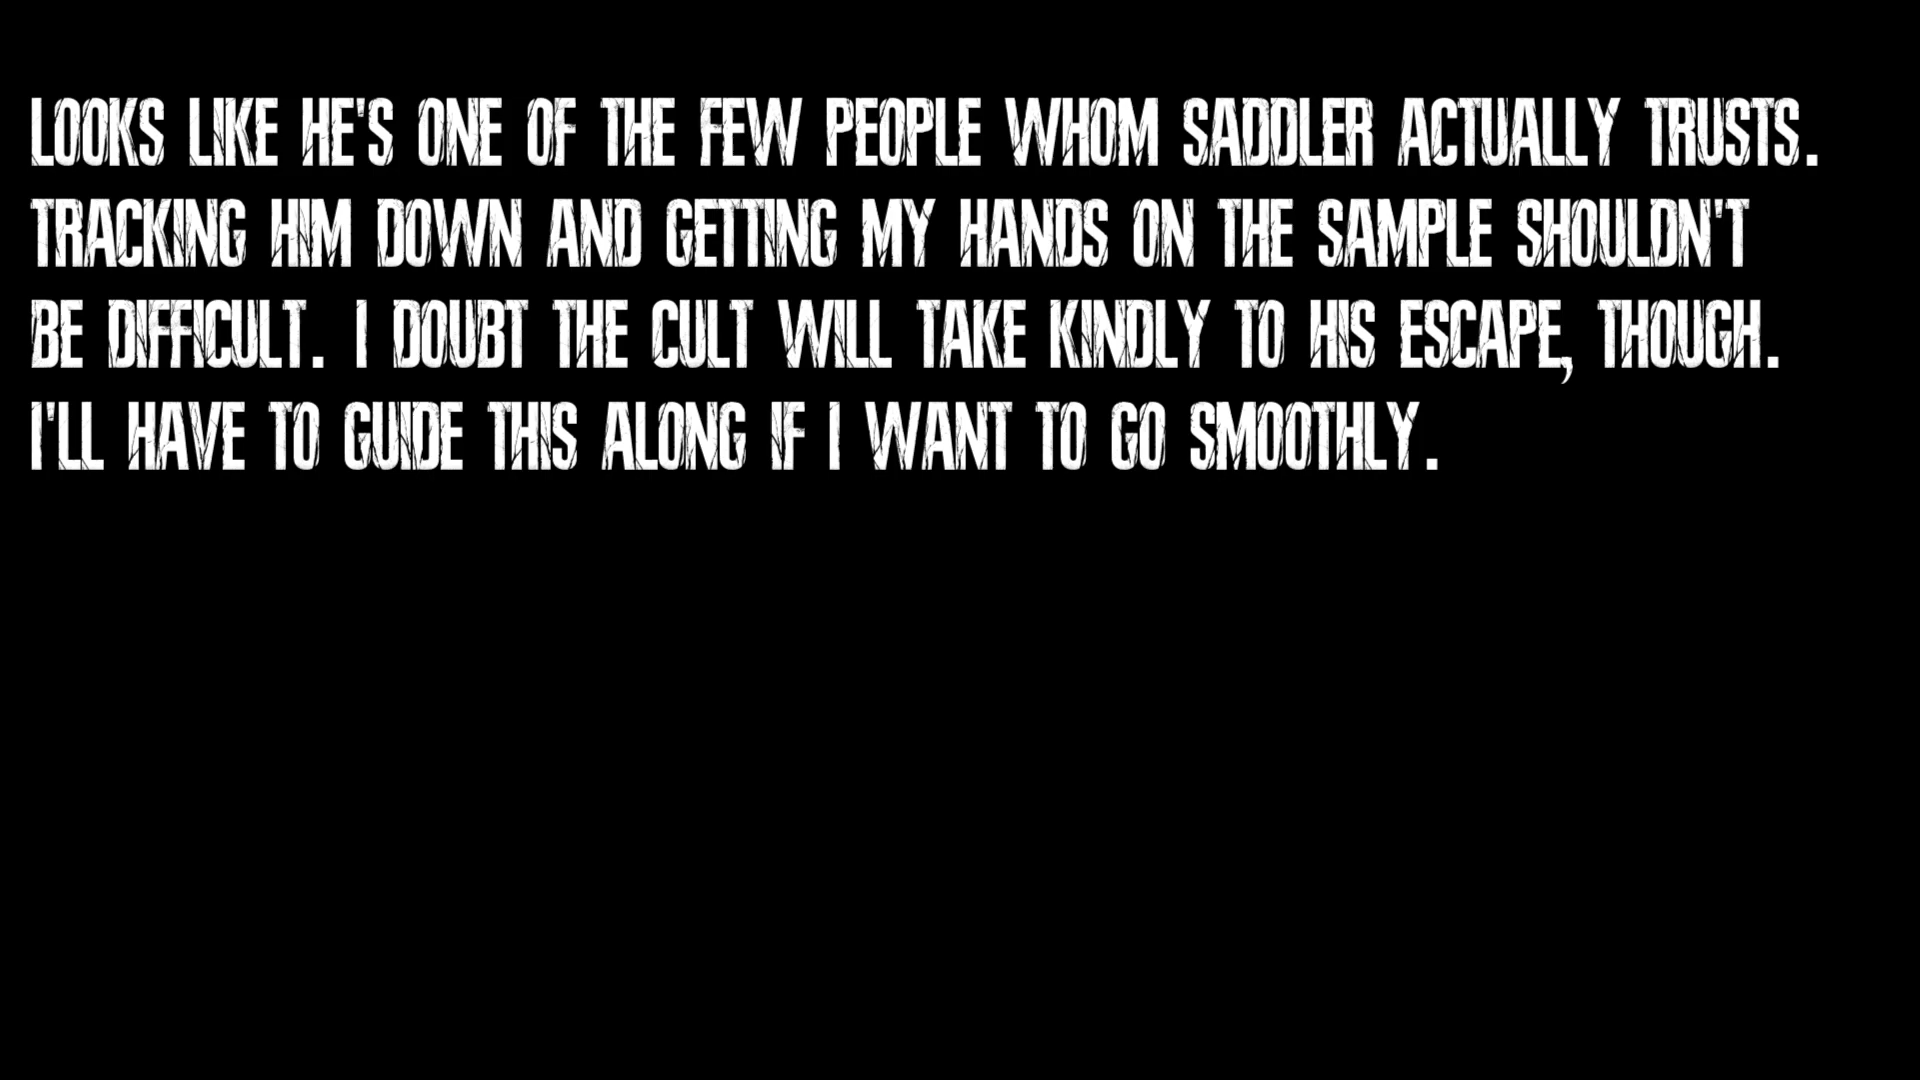 LOOKS LIKE HE'S ONE OF THE FEW PEOPLE WHOM SADDLER ACTUALLY TRUSTS.
TRACKING HIM DOWN AND GETTING MY HANDS ON THE SAMPLE SHOULDN'T
BE DIFFICULT. I DOUBT THE CULT WILL TAKE KINDLY TO HIS ESCAPE, THOUGH.
I'LL HAVE TO GUIDE THIS ALONG IF I WANT TO GO SMOOTHLY.